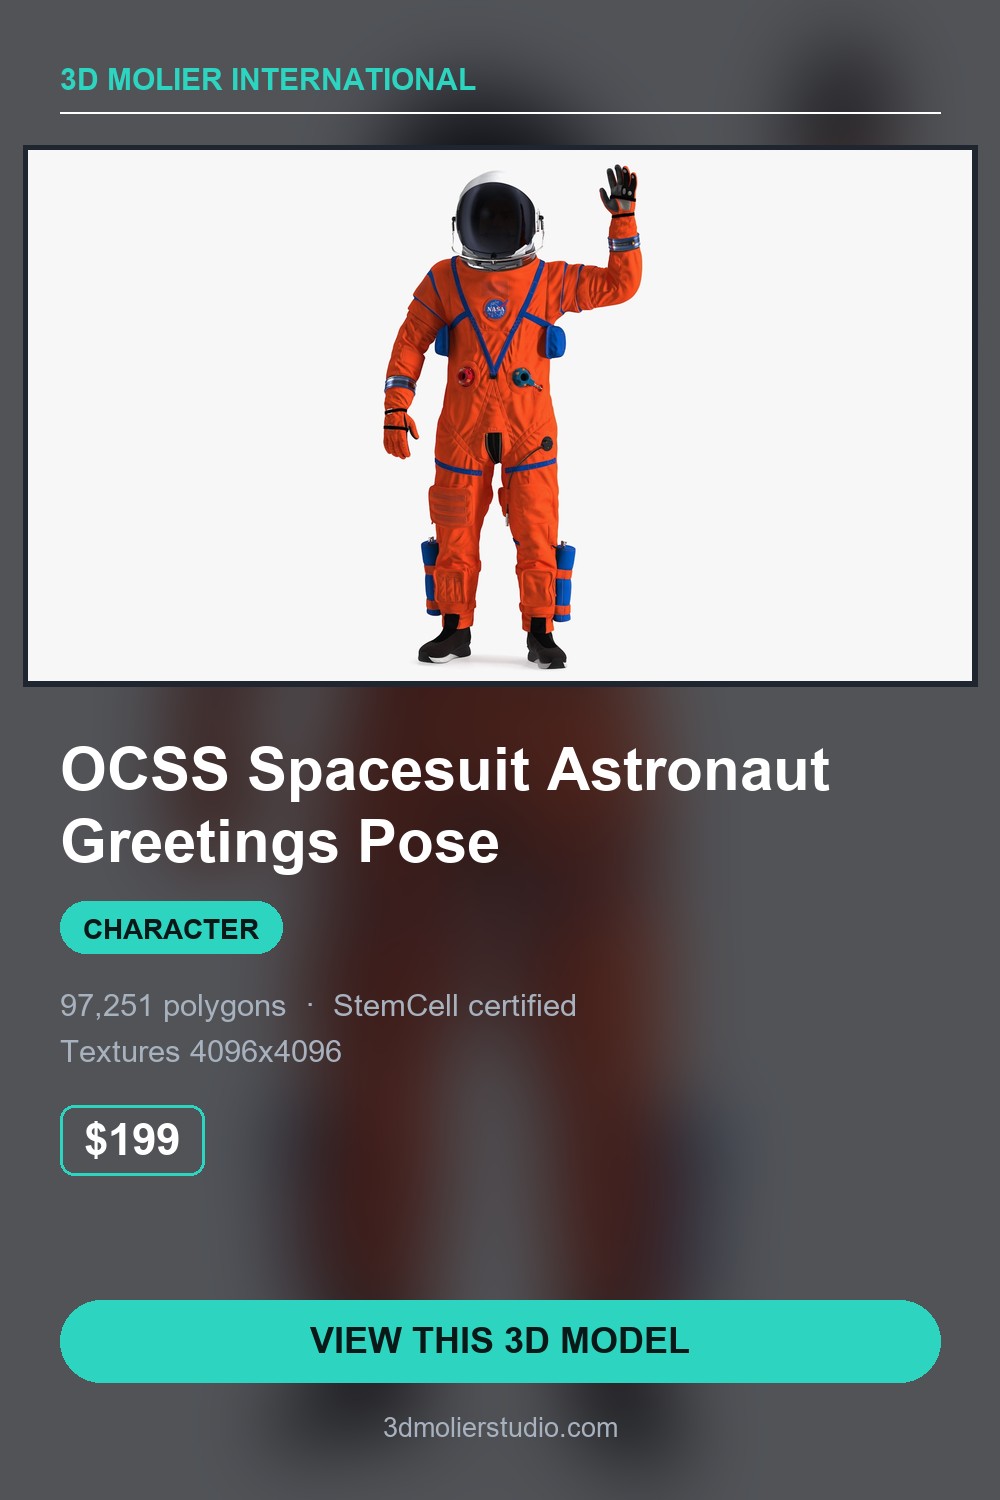 3D MOLIER INTERNATIONAL
NASA
OCSS Spacesuit Astronaut
Greetings Pose
CHARACTER
97,251 polygons · StemCell certified
Textures 4096x4096
$199
VIEW THIS 3D MODEL
3dmolierstudio.com